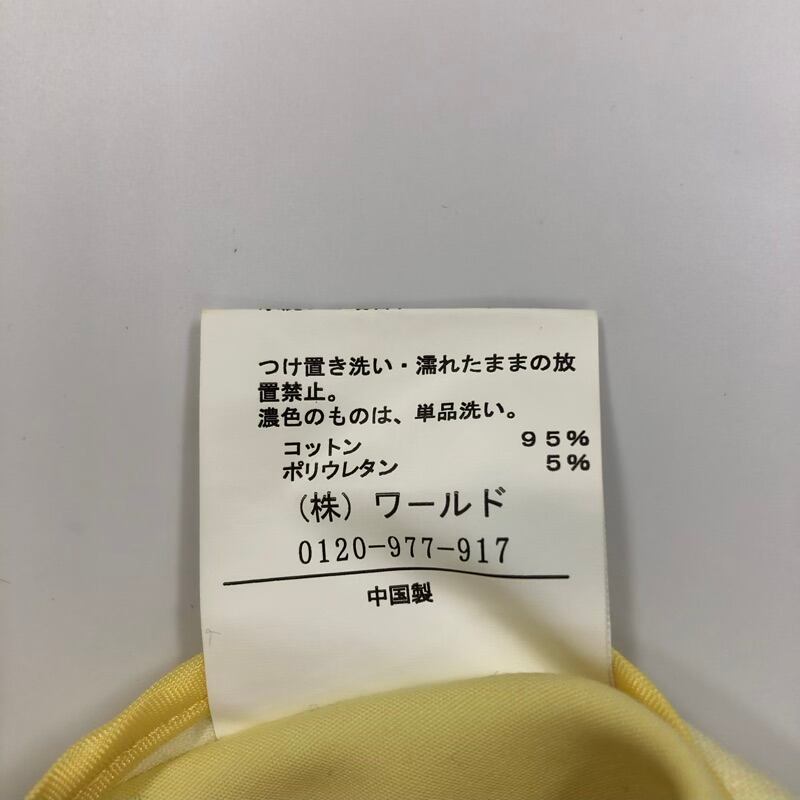 つけ置き洗い・濡れたままの放
置禁止。
濃色のものは、単品洗い。
コットン ９５％
ポリウレタン ５％
（株）ワールド
0120-977-917
中国製